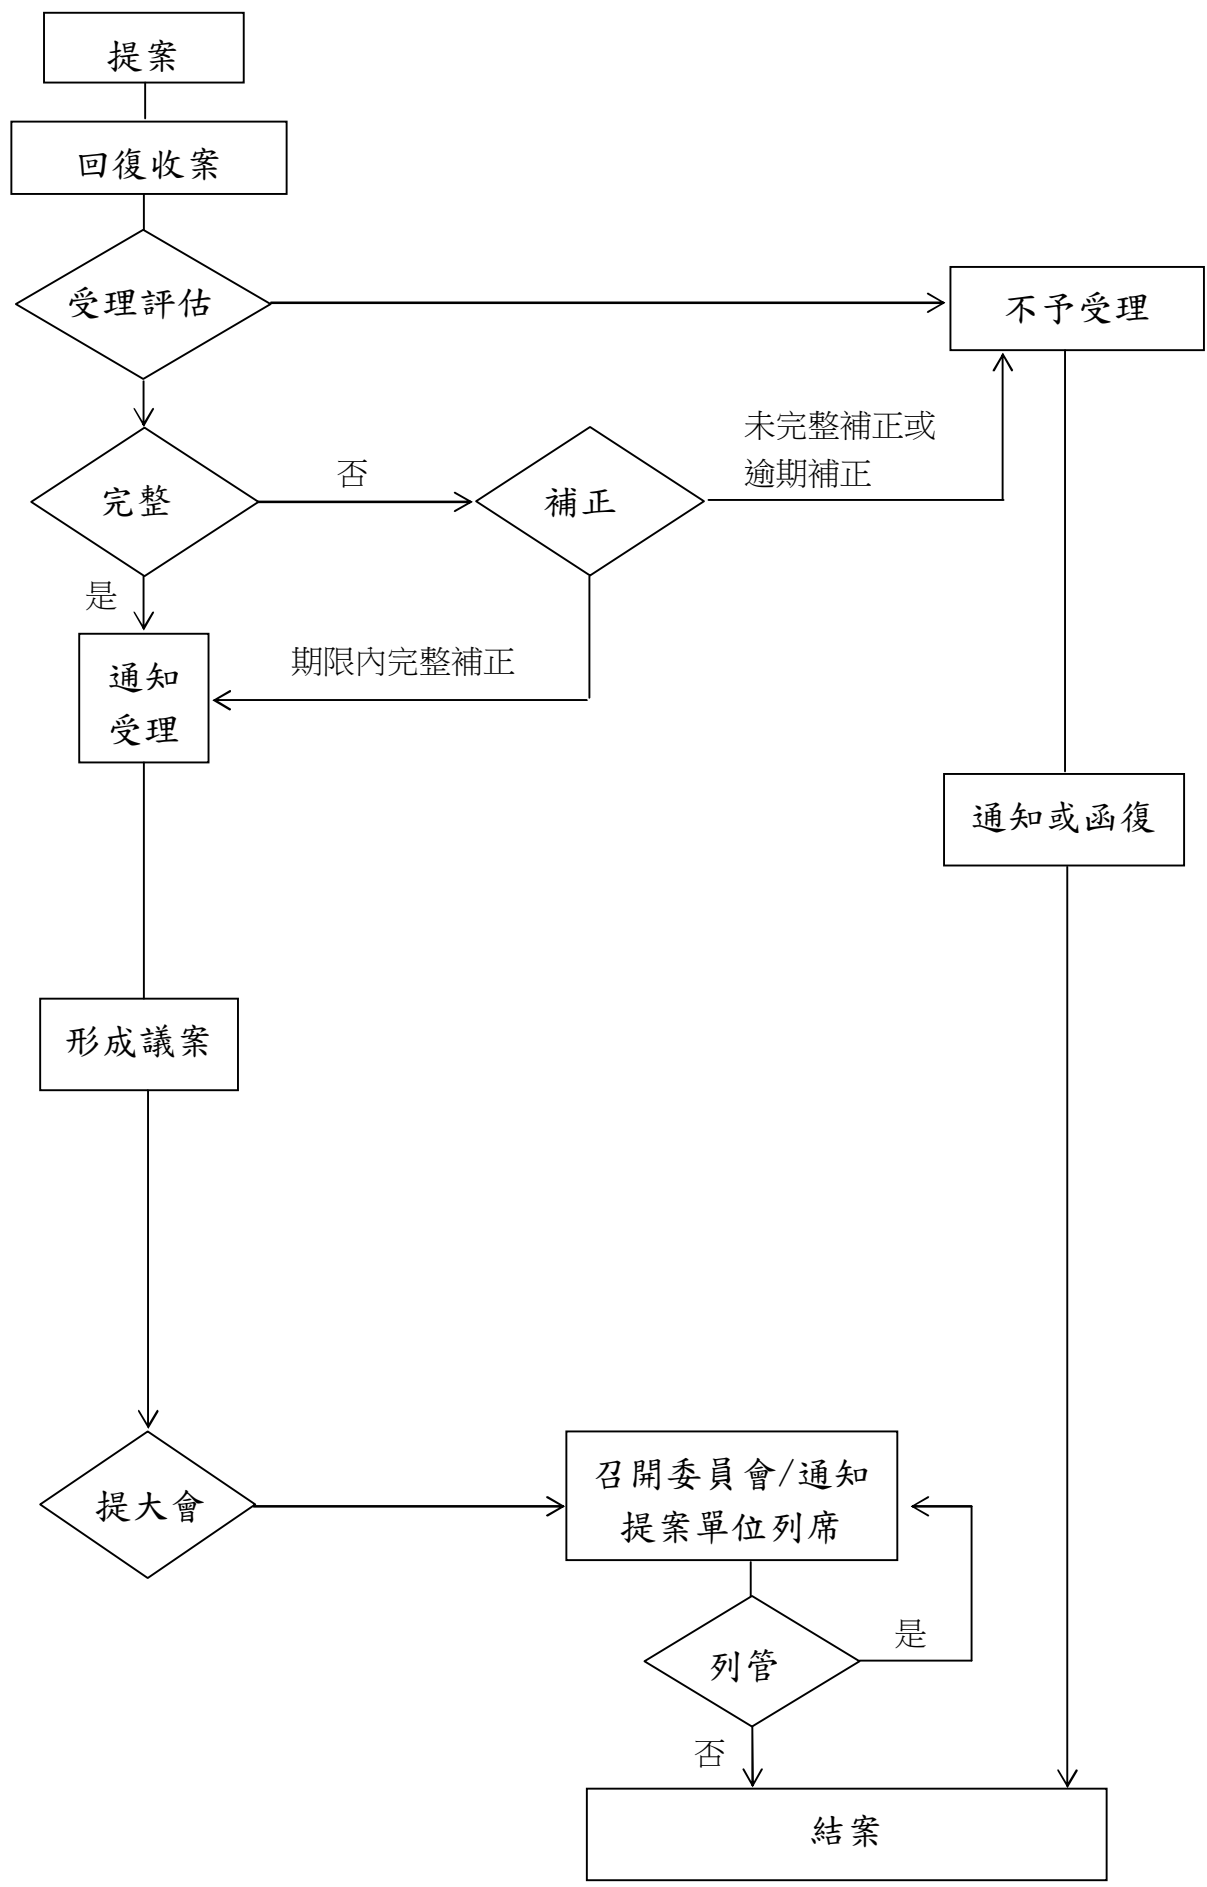 提案
回復收案
受理評估
不予受理
未完整補正或
逾期補正
否
完整
補正
是
期限內完整補正
通知
受理
通知或函復
形成議案
召開委員會/通知
提案單位列席
提大會
是
列管
否
結案